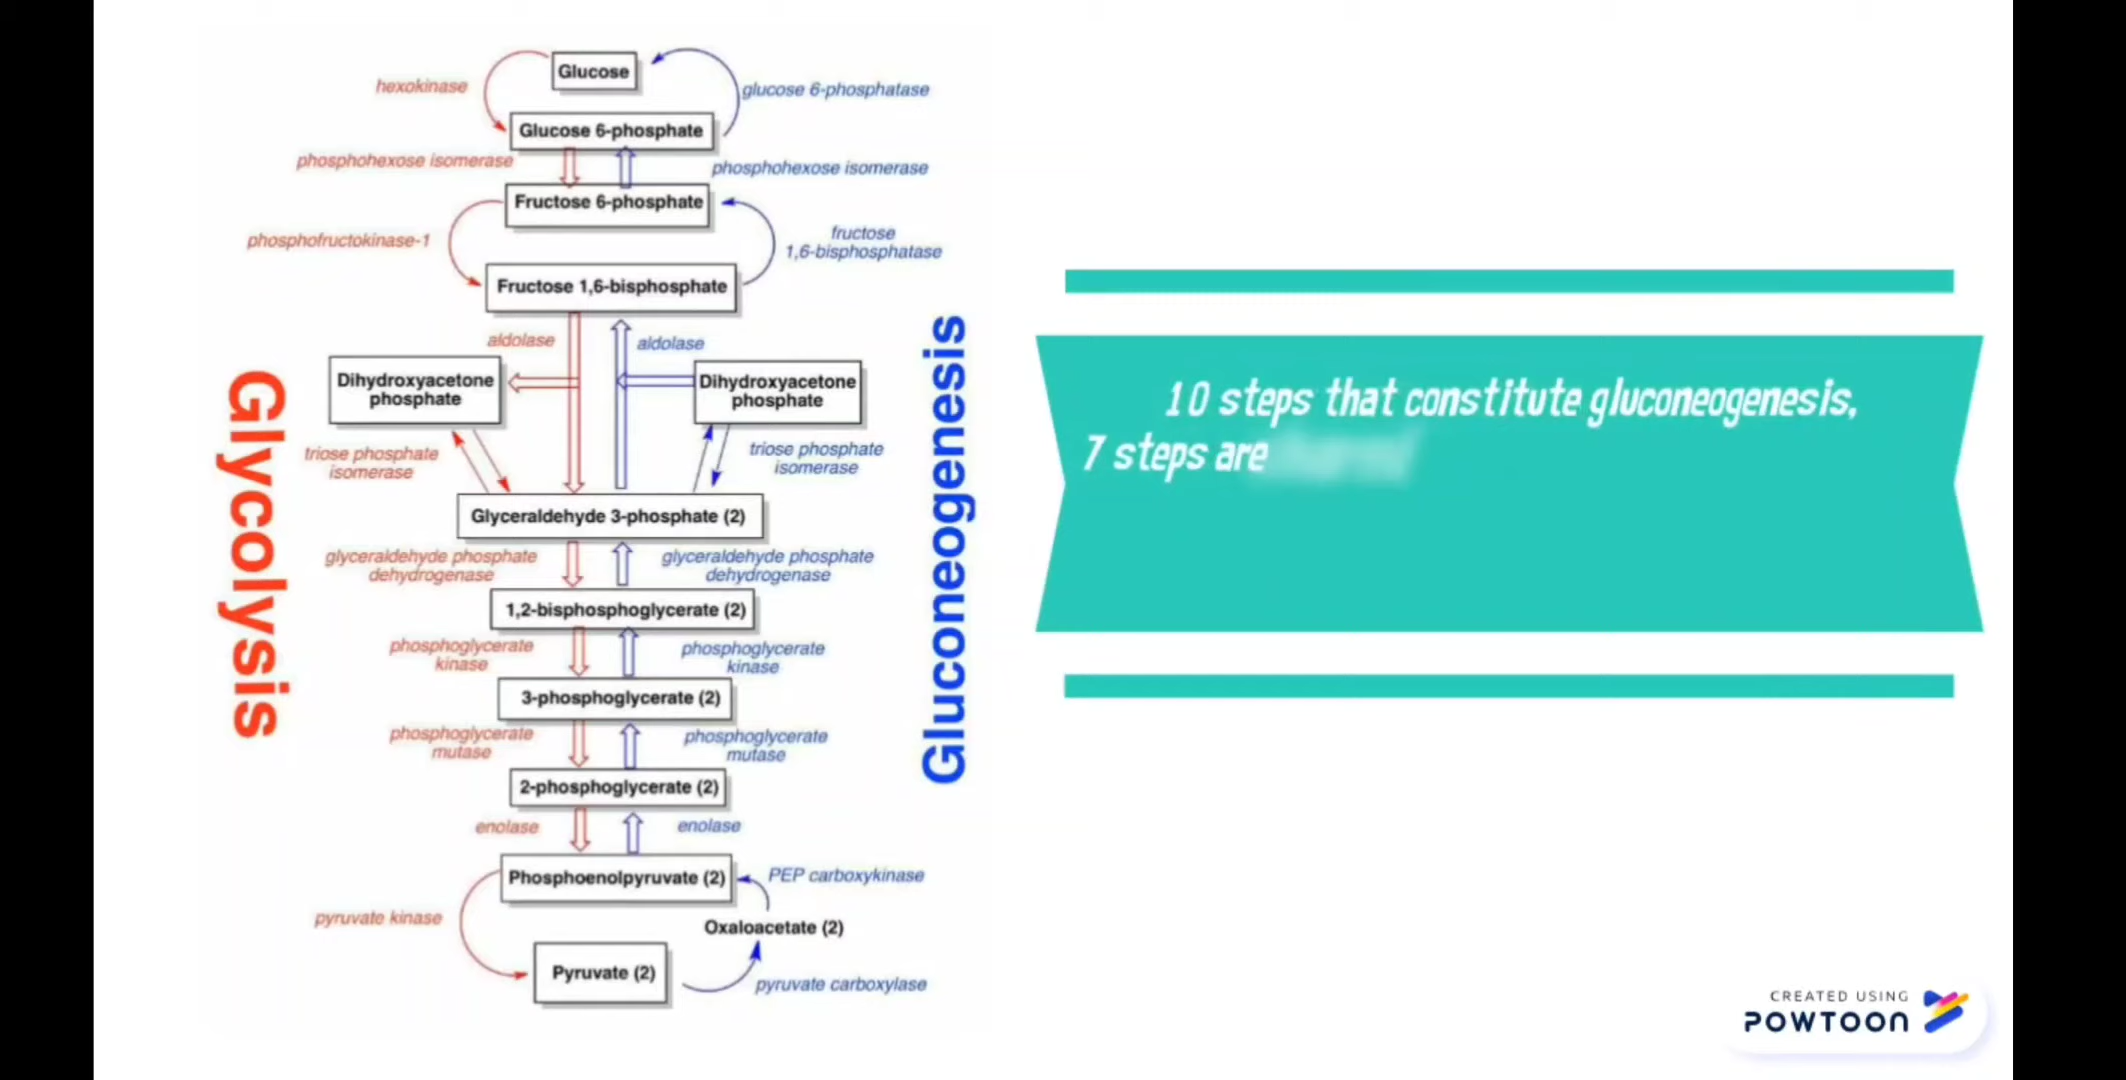 Glucose
hexokinase
glucose 6-phosphatase
Glucose 6-phosphate
phosphohexose isomerase
phosphohexose isomerase
Fructose 6-phosphate
phosphofructokinase-1
fructose
1,6-bisphosphatase
Fructose 1,6-bisphosphate
aldolase
aldolase
Dihydroxyacetone
phosphate
Dihydroxyacetone
phosphate
triose phosphate
isomerase
triose phosphate
isomerase
Glyceraldehyde 3-phosphate (2)
glyceraldehyde phosphate
dehydrogenase
glyceraldehyde phosphate
dehydrogenase
1,2-bisphosphoglycerate (2)
phosphoglycerate
kinase
phosphoglycerate
kinase
3-phosphoglycerate (2)
phosphoglycerate
mutase
phosphoglycerate
mutase
2-phosphoglycerate (2)
enolase
enolase
Phosphoenolpyruvate (2)
PEP carboxykinase
pyruvate kinase
Oxaloacetate (2)
Pyruvate (2)
pyruvate carboxylase
Glycolysis
Gluconeogenesis
10 steps that constitute gluconeogenesis,
7 steps are
CREATED USING
POWTOON